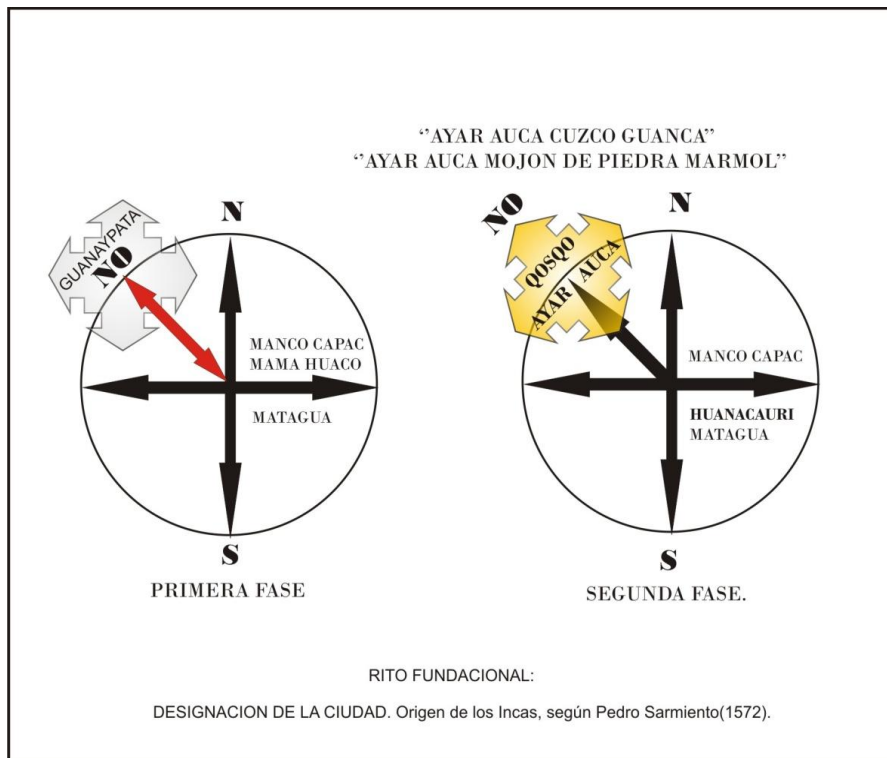 ‘’AYAR AUCA CUZCO GUANCA’’
‘’AYAR AUCA MOJON DE PIEDRA MARMOL’’
GUANAYPATA
NO
N
MANCO CAPAC
MAMA HUACO
MATAGUA
S
PRIMERA FASE
NO
QOSQO
AYAR AUCA
N
MANCO CAPAC
HUANACAURI
MATAGUA
S
SEGUNDA FASE.
RITO FUNDACIONAL:
DESIGNACION DE LA CIUDAD. Origen de los Incas, según Pedro Sarmiento(1572).